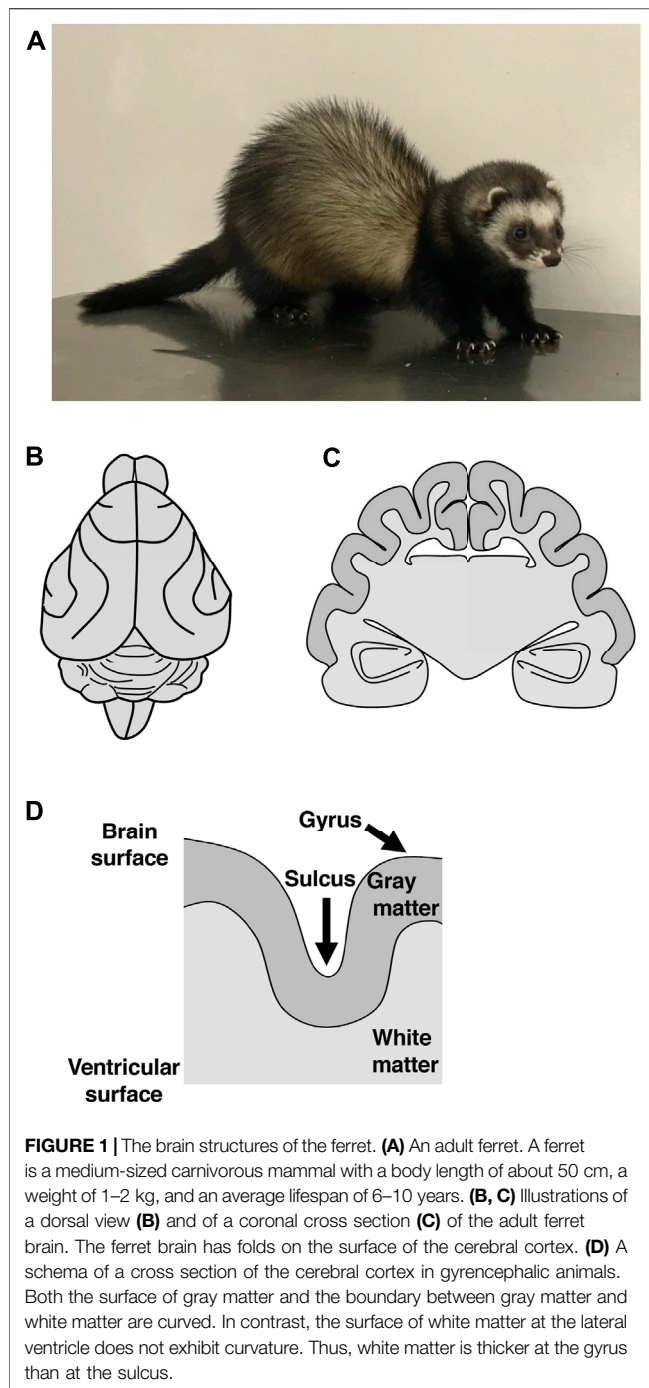 A
B
C
D
Gyrus
Brain
surface
Sulcus
Gray
matter
White
matter
Ventricular
surface
FIGURE 1 | The brain structures of the ferret. (A) An adult ferret. A ferret
is a medium-sized carnivorous mammal with a body length of about 50 cm, a
weight of 1–2 kg, and an average lifespan of 6–10 years. (B, C) Illustrations of
a dorsal view (B) and of a coronal cross section (C) of the adult ferret
brain. The ferret brain has folds on the surface of the cerebral cortex. (D) A
schema of a cross section of the cerebral cortex in gyrencephalic animals.
Both the surface of gray matter and the boundary between gray matter and
white matter are curved. In contrast, the surface of white matter at the lateral
ventricle does not exhibit curvature. Thus, white matter is thicker at the gyrus
than at the sulcus.